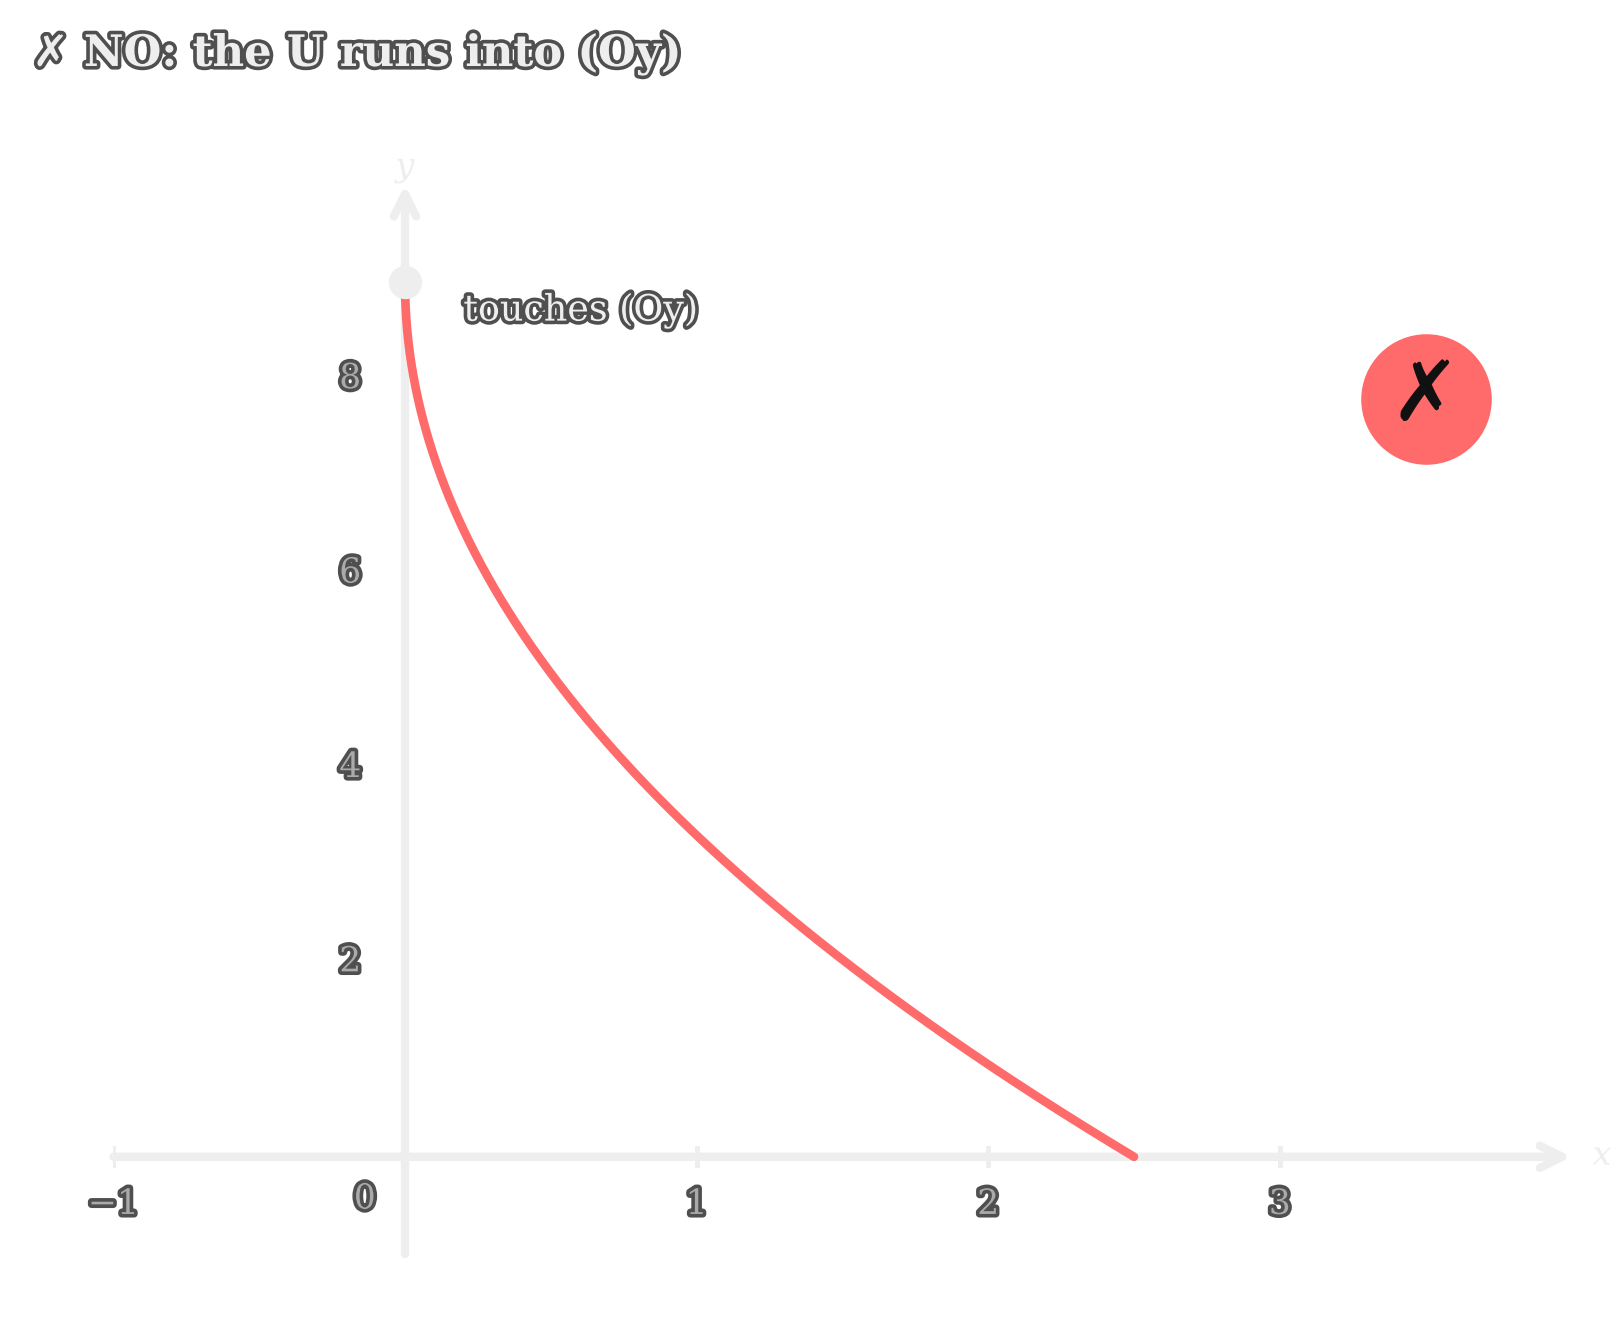 ✗ NO: the U runs into (Oy)
y
touches (Oy)
8
✗
6
4
2
x
−1 0 1 2 3